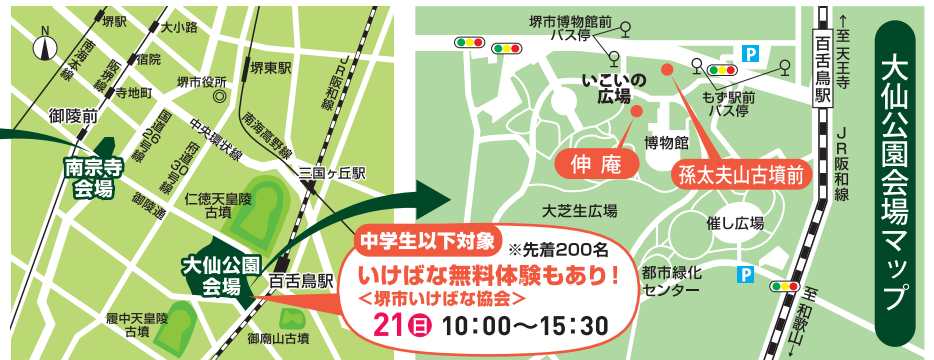 N
堺駅
大小路
南海本線
阪堺線
宿院
寺地町
堺市役所
堺東駅
JR阪和線
御陵前
国道26号線
府道30号線
中央環状線
南海高野線
南宗寺
会場
御陵通
三国ヶ丘駅
仁徳天皇陵
古墳
大仙公園
会場
百舌鳥駅
履中天皇陵
古墳
御廟山古墳
中学生以下対象
※先着200名
いけばな無料体験もあり!
<堺市いけばな協会>
21日 10:00〜15:30
堺市博物館前
バス停
いこいの
広場
P
もず駅前
バス停
伸庵
博物館
孫太夫山古墳前
大芝生広場
催し広場
都市緑化
センター
P
←至 天王寺
百舌鳥駅
JR阪和線
至 和歌山→
大仙公園会場マップ